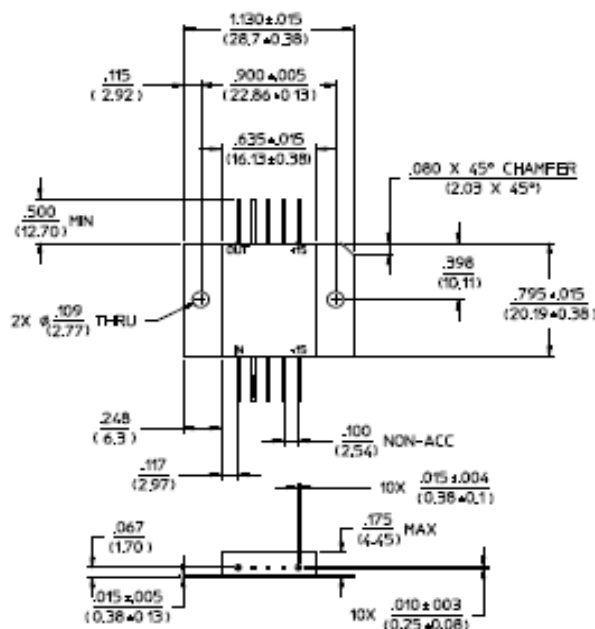 1.130±.015
(28.7±0.38)
.115
(2.92)
.900±.005
(22.86±0.13)
.635±.015
(16.13±0.38)
.080 X 45° CHAMFER
(2.03 X 45°)
.500 MIN
(12.70)
OUT +15
.398
(10.11)
.795±.015
(20.19±0.38)
2X ø .109 THRU
(2.77)
IN +15
.248
(6.3)
.100 NON-ACC
(2.54)
.117
(2.97)
10X .015±.004
(0.38±0.1)
.067
(1.70)
.175 MAX
(4.45)
.015±.005
(0.38±0.13)
10X .010±003
(0.25±0.08)